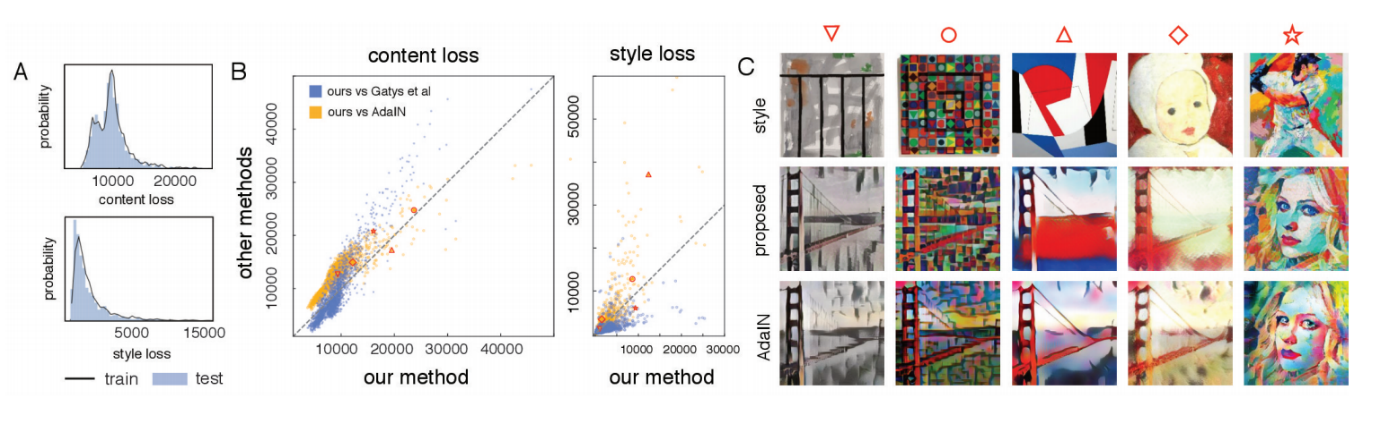 A
probability
10000 20000
content loss
probability
5000 15000
style loss
train test
B
content loss
ours vs Gatys et al
ours vs AdaIN
other methods
40000
30000
20000
10000
10000 20000 30000 40000
our method
style loss
50000
30000
10000
10000 20000 30000
our method
C
style
proposed
AdaIN